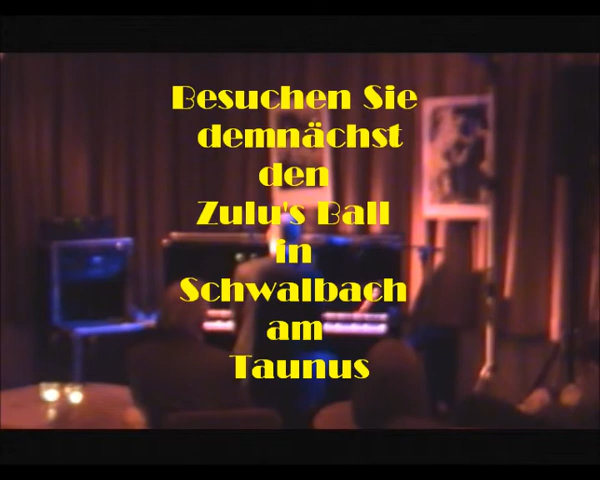 Besuchen Sie
demnächst
den
Zulu's Ball
in
Schwalbach
am
Taunus